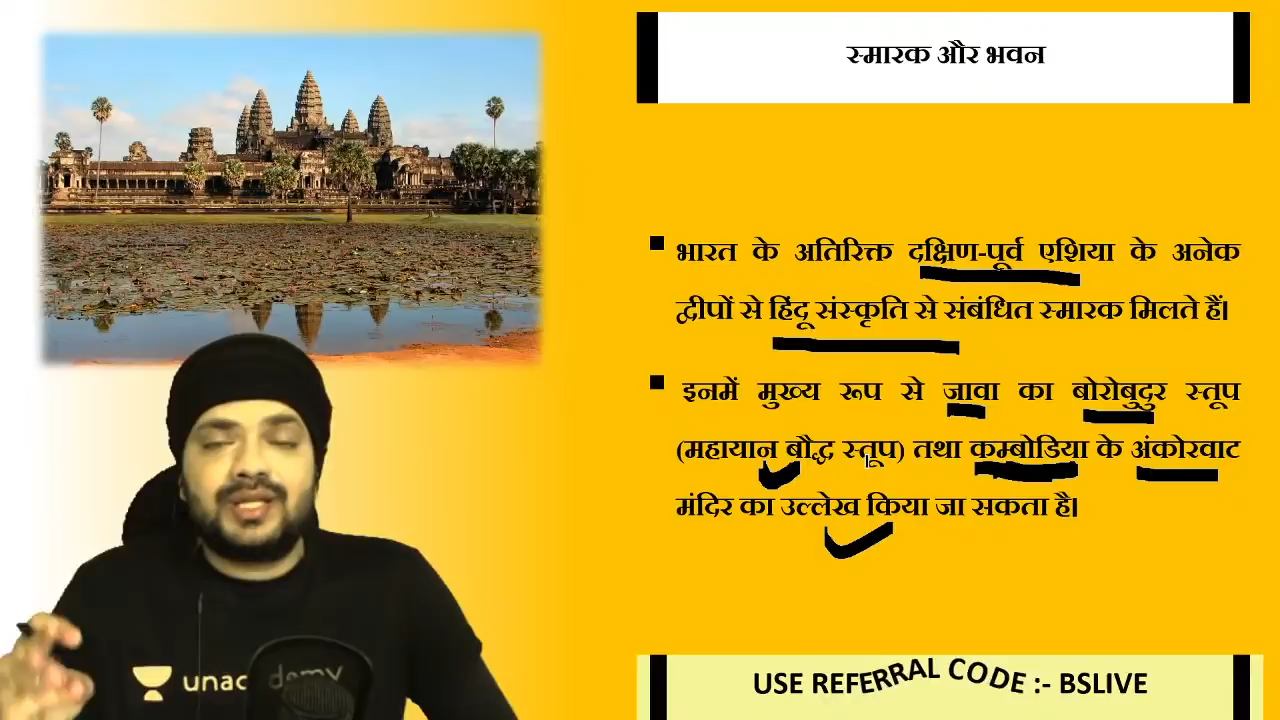 स्मारक और भवन
भारत के अतिरिक्त दक्षिण-पूर्व एशिया के अनेक
द्वीपों से हिंदू संस्कृति से संबंधित स्मारक मिलते हैं।
इनमें मुख्य रूप से जावा का बोरोबुदुर स्तूप
(महायान बौद्ध स्तूप) तथा कम्बोडिया के अंकोरवाट
मंदिर का उल्लेख किया जा सकता है।
unacademy
USE REFERRAL CODE :- BSLIVE